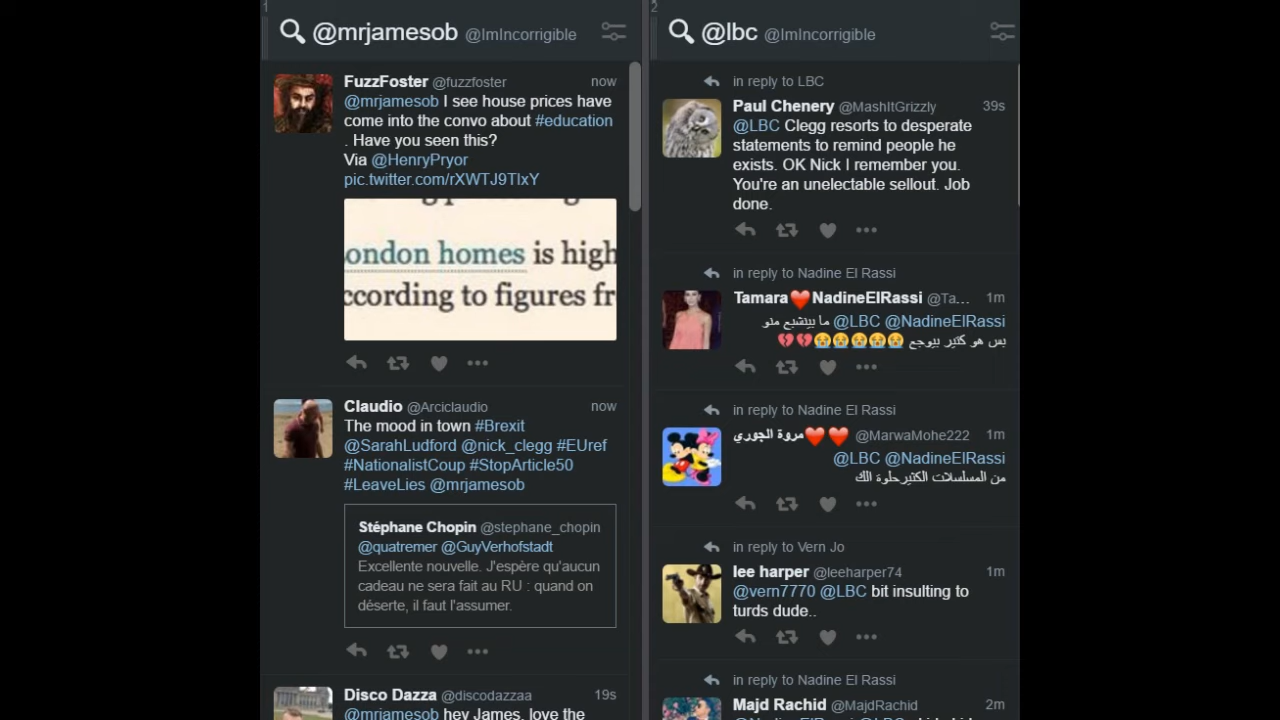 1
@mrjamesob @ImIncorrigible
FuzzFoster @fuzzfoster now
@mrjamesob I see house prices have
come into the convo about #education
. Have you seen this?
Via @HenryPryor
pic.twitter.com/rXWTJ9TlxY
ondon homes is high
ccording to figures fr
Claudio @Arciclaudio now
The mood in town #Brexit
@SarahLudford @nick_clegg #EUref
#NationalistCoup #StopArticle50
#LeaveLies @mrjamesob
Stéphane Chopin @stephane_chopin
@quatremer @GuyVerhofstadt
Excellente nouvelle. J'espère qu'aucun
cadeau ne sera fait au RU : quand on
déserte, il faut l'assumer.
Disco Dazza @discodazzaa 19s
@mrjamesob hey James, love the
2
@lbc @ImIncorrigible
in reply to LBC
Paul Chenery @MashItGrizzly 39s
@LBC Clegg resorts to desperate
statements to remind people he
exists. OK Nick I remember you.
You're an unelectable sellout. Job
done.
in reply to Nadine El Rassi
Tamara❤️NadineElRassi @Ta... 1m
@LBC @NadineElRassi ما بينشبع منو
بس هو كتير بيوجع 😭😭😭😭😭💔💔
in reply to Nadine El Rassi
مروة الجوري❤️❤️ @MarwaMohe222 1m
@LBC @NadineElRassi
من المسلسلات الكثيرحلوة الك
in reply to Vern Jo
lee harper @leeharper74 1m
@vern7770 @LBC bit insulting to
turds dude..
in reply to Nadine El Rassi
Majd Rachid @MajdRachid 2m
@NadineElRassi @LBC